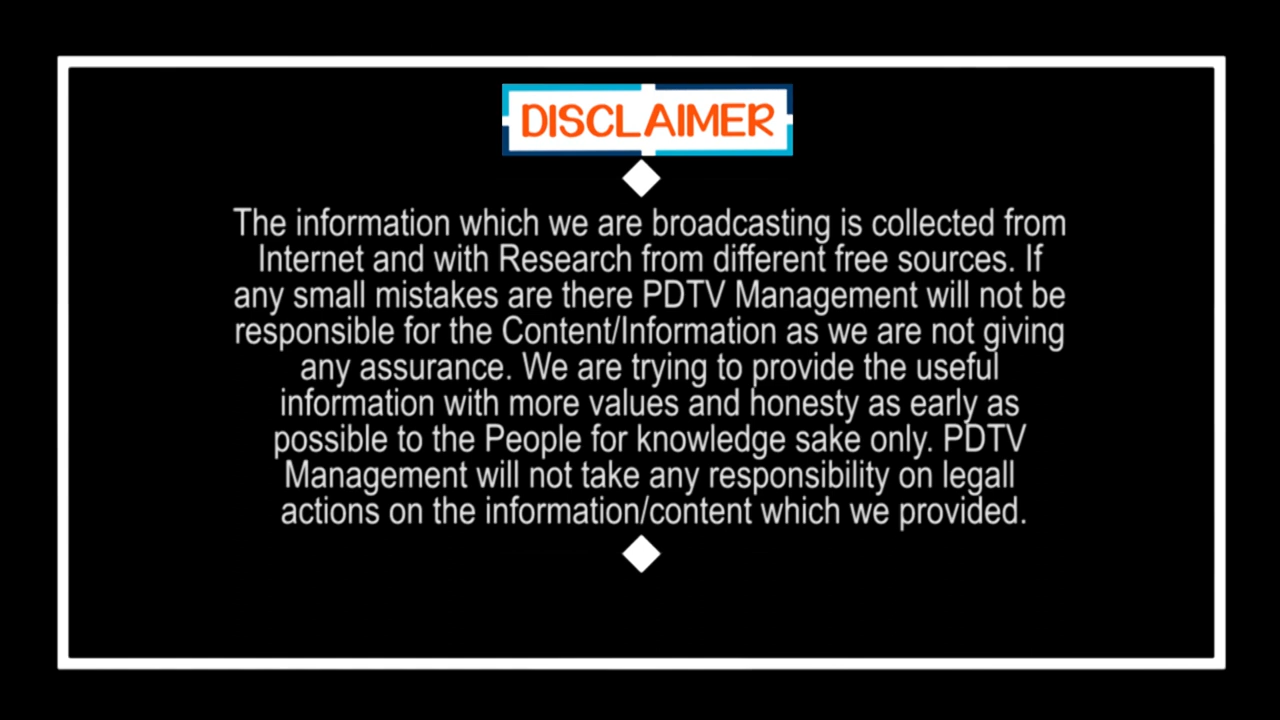 DISCLAIMER
The information which we are broadcasting is collected from
Internet and with Research from different free sources. If
any small mistakes are there PDTV Management will not be
responsible for the Content/Information as we are not giving
any assurance. We are trying to provide the useful
information with more values and honesty as early as
possible to the People for knowledge sake only. PDTV
Management will not take any responsibility on legall
actions on the information/content which we provided.